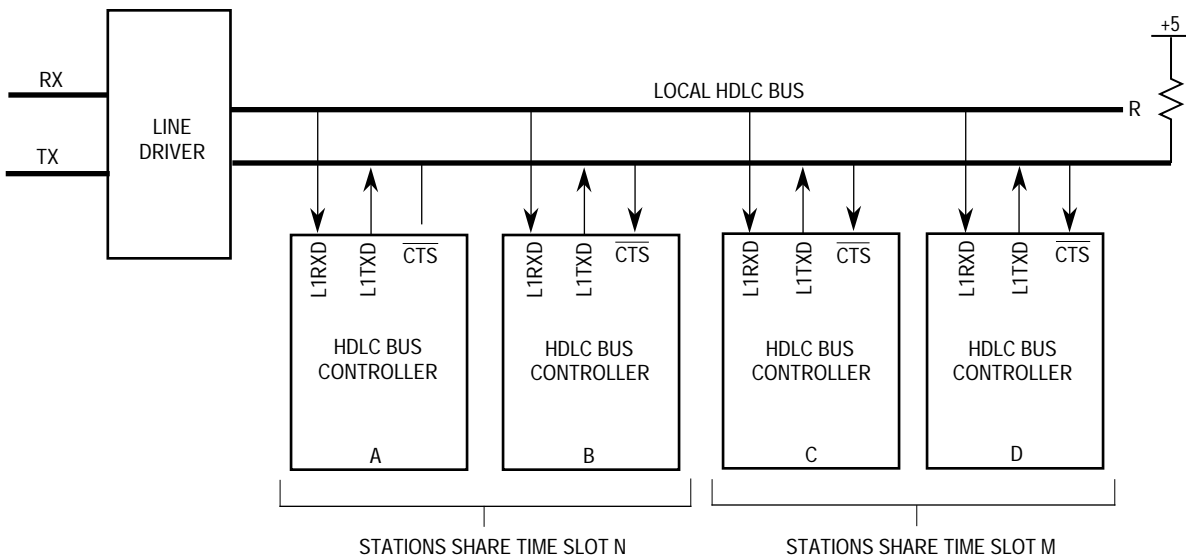 +5
RX
LOCAL HDLC BUS
R
LINE
DRIVER
TX
L1RXD
L1TXD
CTS
L1RXD
L1TXD
CTS
L1RXD
L1TXD
CTS
L1RXD
L1TXD
CTS
HDLC BUS
CONTROLLER
HDLC BUS
CONTROLLER
HDLC BUS
CONTROLLER
HDLC BUS
CONTROLLER
A
B
C
D
STATIONS SHARE TIME SLOT N
STATIONS SHARE TIME SLOT M